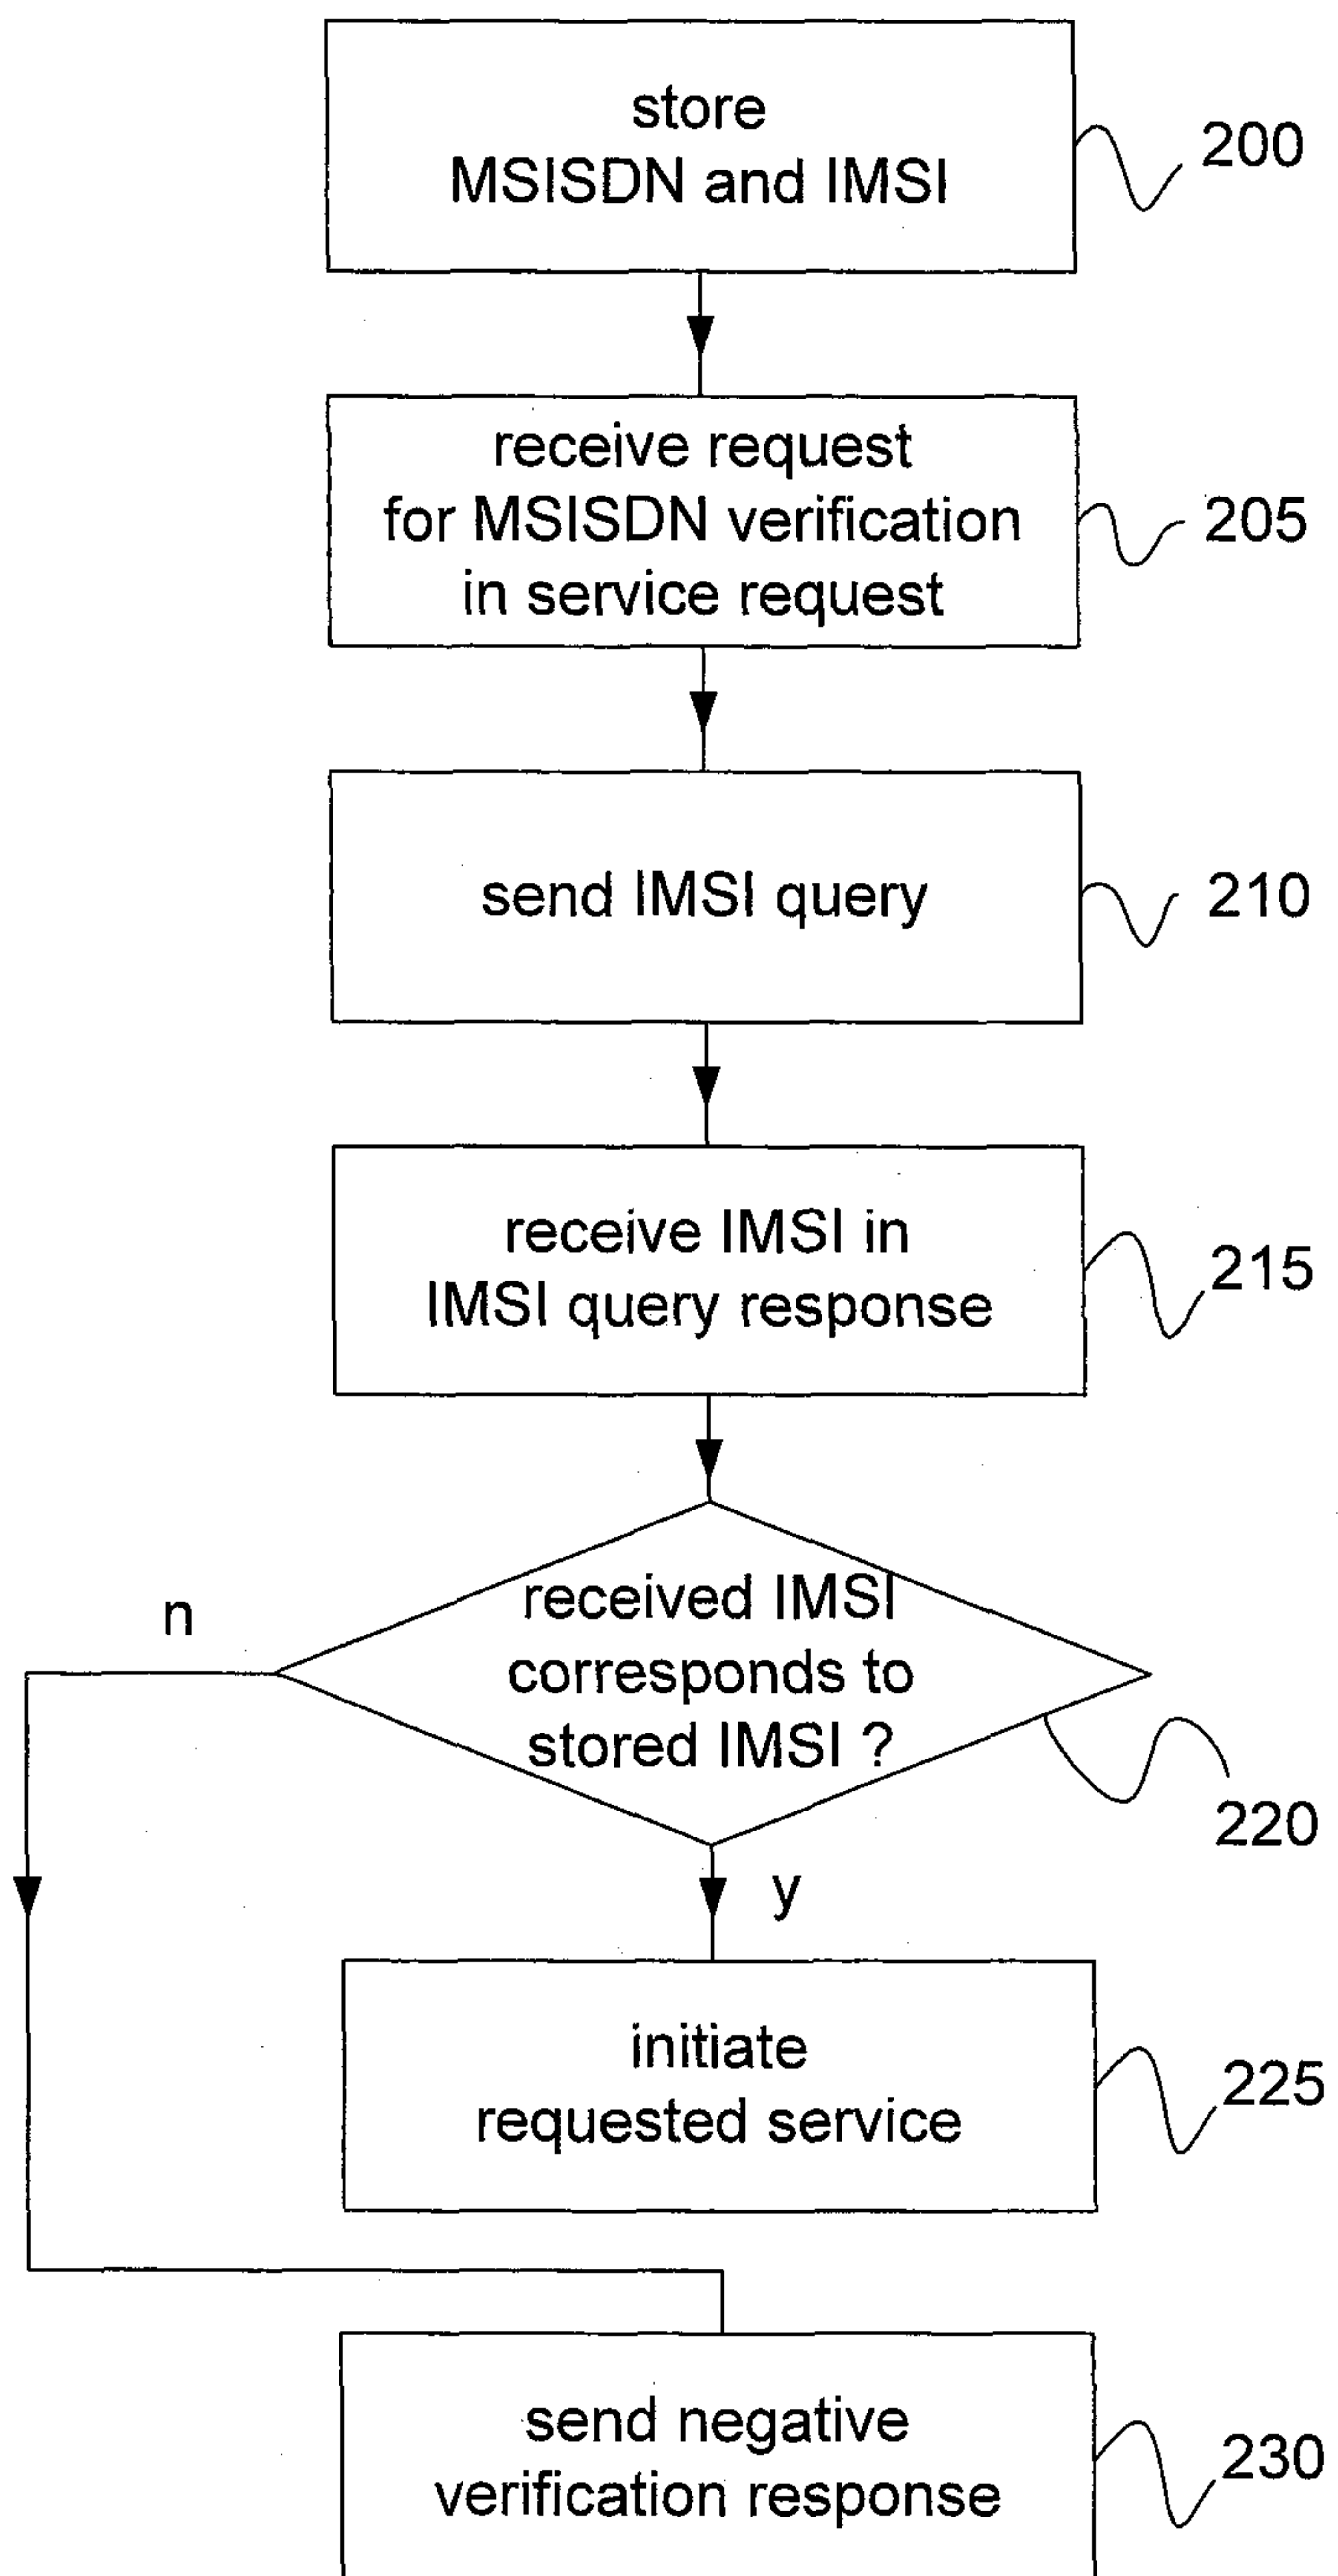 store
MSISDN and IMSI
200
receive request
for MSISDN verification
in service request
205
send IMSI query
210
receive IMSI in
IMSI query response
215
received IMSI
corresponds to
stored IMSI ?
n
220
y
initiate
requested service
225
send negative
verification response
230